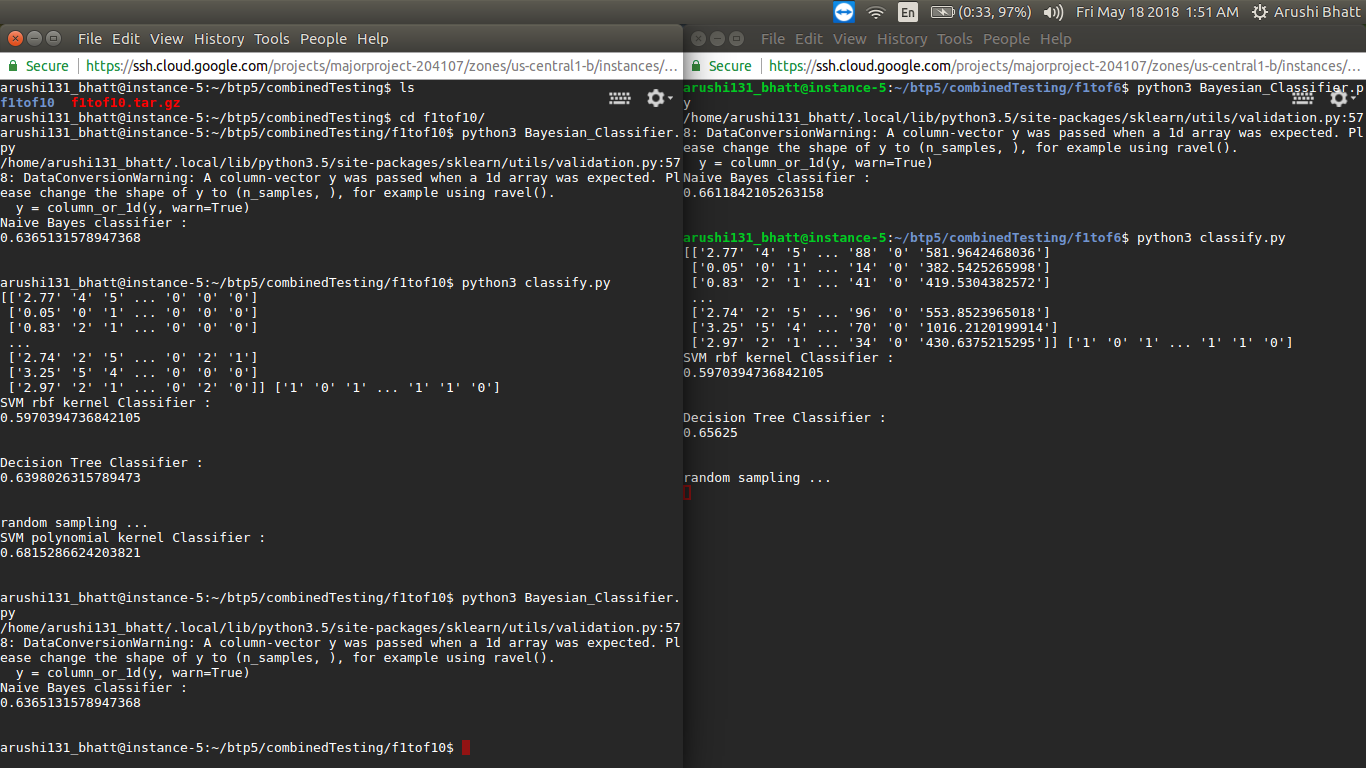 En (0:33, 97%) Fri May 18 2018 1:51 AM Arushi Bhatt
File Edit View History Tools People Help
Secure https://ssh.cloud.google.com/projects/majorproject-204107/zones/us-central1-b/instances/...
arushi131_bhatt@instance-5:~/btp5/combinedTesting$ ls
f1tof10 f1tof10.tar.gz
arushi131_bhatt@instance-5:~/btp5/combinedTesting$ cd f1tof10/
arushi131_bhatt@instance-5:~/btp5/combinedTesting/f1tof10$ python3 Bayesian_Classifier.
py
/home/arushi131_bhatt/.local/lib/python3.5/site-packages/sklearn/utils/validation.py:57
8: DataConversionWarning: A column-vector y was passed when a 1d array was expected. Pl
ease change the shape of y to (n_samples, ), for example using ravel().
y = column_or_1d(y, warn=True)
Naive Bayes classifier :
0.6365131578947368
arushi131_bhatt@instance-5:~/btp5/combinedTesting/f1tof10$ python3 classify.py
[['2.77' '4' '5' ... '0' '0' '0']
['0.05' '0' '1' ... '0' '0' '0']
['0.83' '2' '1' ... '0' '0' '0']
...
['2.74' '2' '5' ... '0' '2' '1']
['3.25' '5' '4' ... '0' '0' '0']
['2.97' '2' '1' ... '0' '2' '0']] ['1' '0' '1' ... '1' '1' '0']
SVM rbf kernel Classifier :
0.5970394736842105
Decision Tree Classifier :
0.6398026315789473
random sampling ...
SVM polynomial kernel Classifier :
0.6815286624203821
arushi131_bhatt@instance-5:~/btp5/combinedTesting/f1tof10$ python3 Bayesian_Classifier.
py
/home/arushi131_bhatt/.local/lib/python3.5/site-packages/sklearn/utils/validation.py:57
8: DataConversionWarning: A column-vector y was passed when a 1d array was expected. Pl
ease change the shape of y to (n_samples, ), for example using ravel().
y = column_or_1d(y, warn=True)
Naive Bayes classifier :
0.6365131578947368
arushi131_bhatt@instance-5:~/btp5/combinedTesting/f1tof10$
File Edit View History Tools People Help
Secure https://ssh.cloud.google.com/projects/majorproject-204107/zones/us-central1-b/instances/...
arushi131_bhatt@instance-5:~/btp5/combinedTesting/f1tof6$ python3 Bayesian_Classifier.p
y
/home/arushi131_bhatt/.local/lib/python3.5/site-packages/sklearn/utils/validation.py:57
8: DataConversionWarning: A column-vector y was passed when a 1d array was expected. Pl
ease change the shape of y to (n_samples, ), for example using ravel().
y = column_or_1d(y, warn=True)
Naive Bayes classifier :
0.6611842105263158
arushi131_bhatt@instance-5:~/btp5/combinedTesting/f1tof6$ python3 classify.py
[['2.77' '4' '5' ... '88' '0' '581.9642468036']
['0.05' '0' '1' ... '14' '0' '382.5425265998']
['0.83' '2' '1' ... '41' '0' '419.5304382572']
...
['2.74' '2' '5' ... '96' '0' '553.8523965018']
['3.25' '5' '4' ... '70' '0' '1016.2120199914']
['2.97' '2' '1' ... '34' '0' '430.6375215295']] ['1' '0' '1' ... '1' '1' '0']
SVM rbf kernel Classifier :
0.5970394736842105
Decision Tree Classifier :
0.65625
random sampling ...